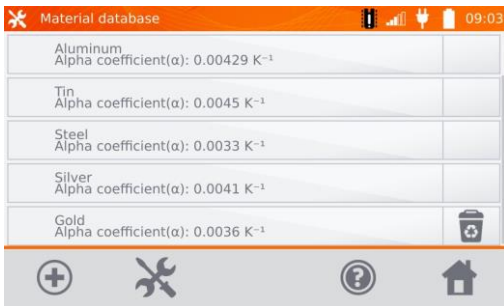 Material database
09:03
Aluminum
Alpha coefficient(α): 0.00429 K⁻¹
Tin
Alpha coefficient(α): 0.0045 K⁻¹
Steel
Alpha coefficient(α): 0.0033 K⁻¹
Silver
Alpha coefficient(α): 0.0041 K⁻¹
Gold
Alpha coefficient(α): 0.0036 K⁻¹